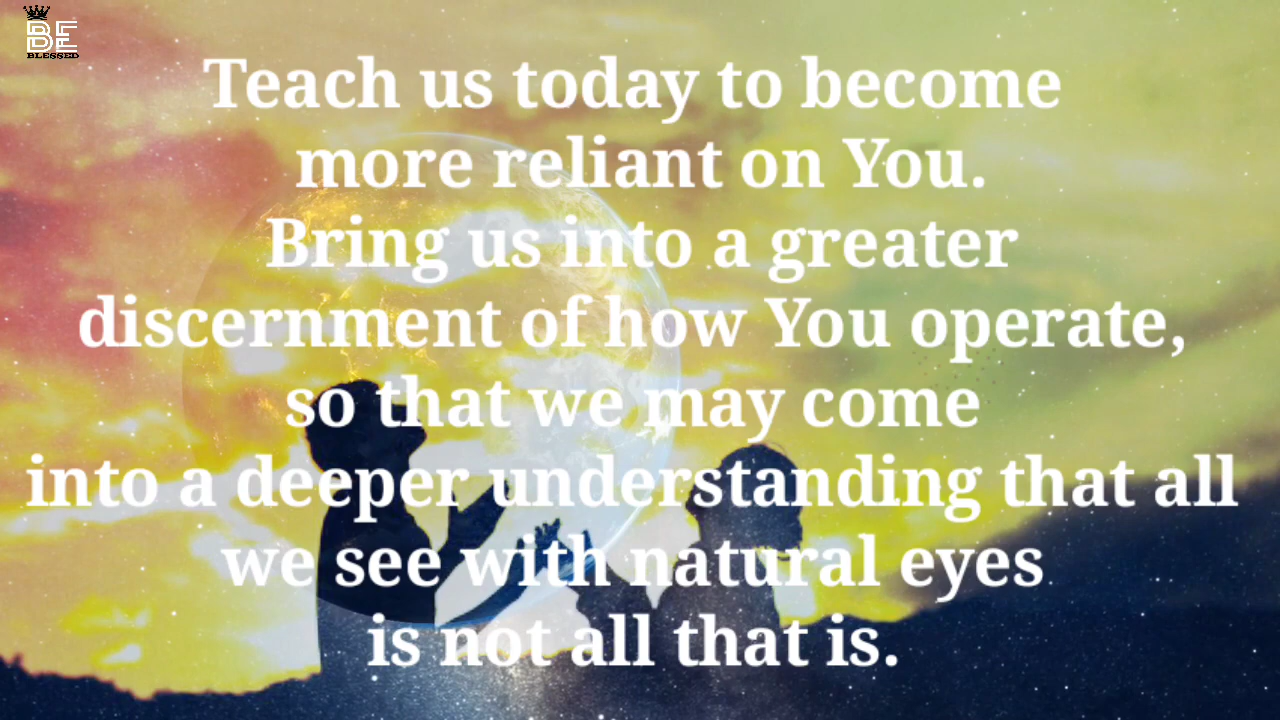 BE
BLESSED
Teach us today to become
more reliant on You.
Bring us into a greater
discernment of how You operate,
so that we may come
into a deeper understanding that all
we see with natural eyes
is not all that is.